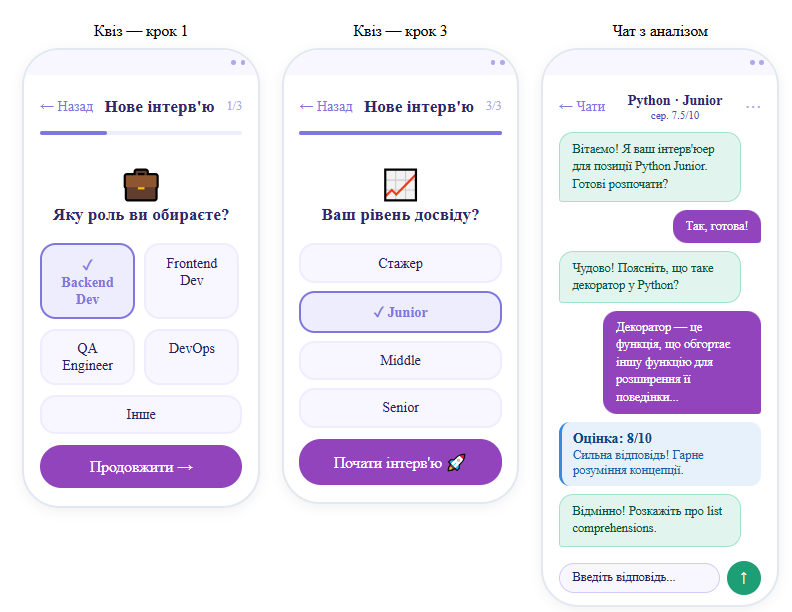 Квіз — крок 1
← Назад Нове інтерв'ю 1/3
Яку роль ви обираєте?
✓
Backend
Dev
Frontend
Dev
QA
Engineer
DevOps
Інше
Продовжити →
Квіз — крок 3
← Назад Нове інтерв'ю 3/3
Ваш рівень досвіду?
Стажер
✓ Junior
Middle
Senior
Почати інтерв'ю 🚀
Чат з аналізом
← Чати Python · Junior ...
сер. 7.5/10
Вітаємо! Я ваш інтерв'юер
для позиції Python Junior.
Готові розпочати?
Так, готова!
Чудово! Поясніть, що таке
декоратор у Python?
Декоратор — це
функція, що обгортає
іншу функцію для
розширення її
поведінки...
Оцінка: 8/10
Сильна відповідь! Гарне
розуміння концепції.
Відмінно! Розкажіть про list
comprehensions.
Введіть відповідь... ↑